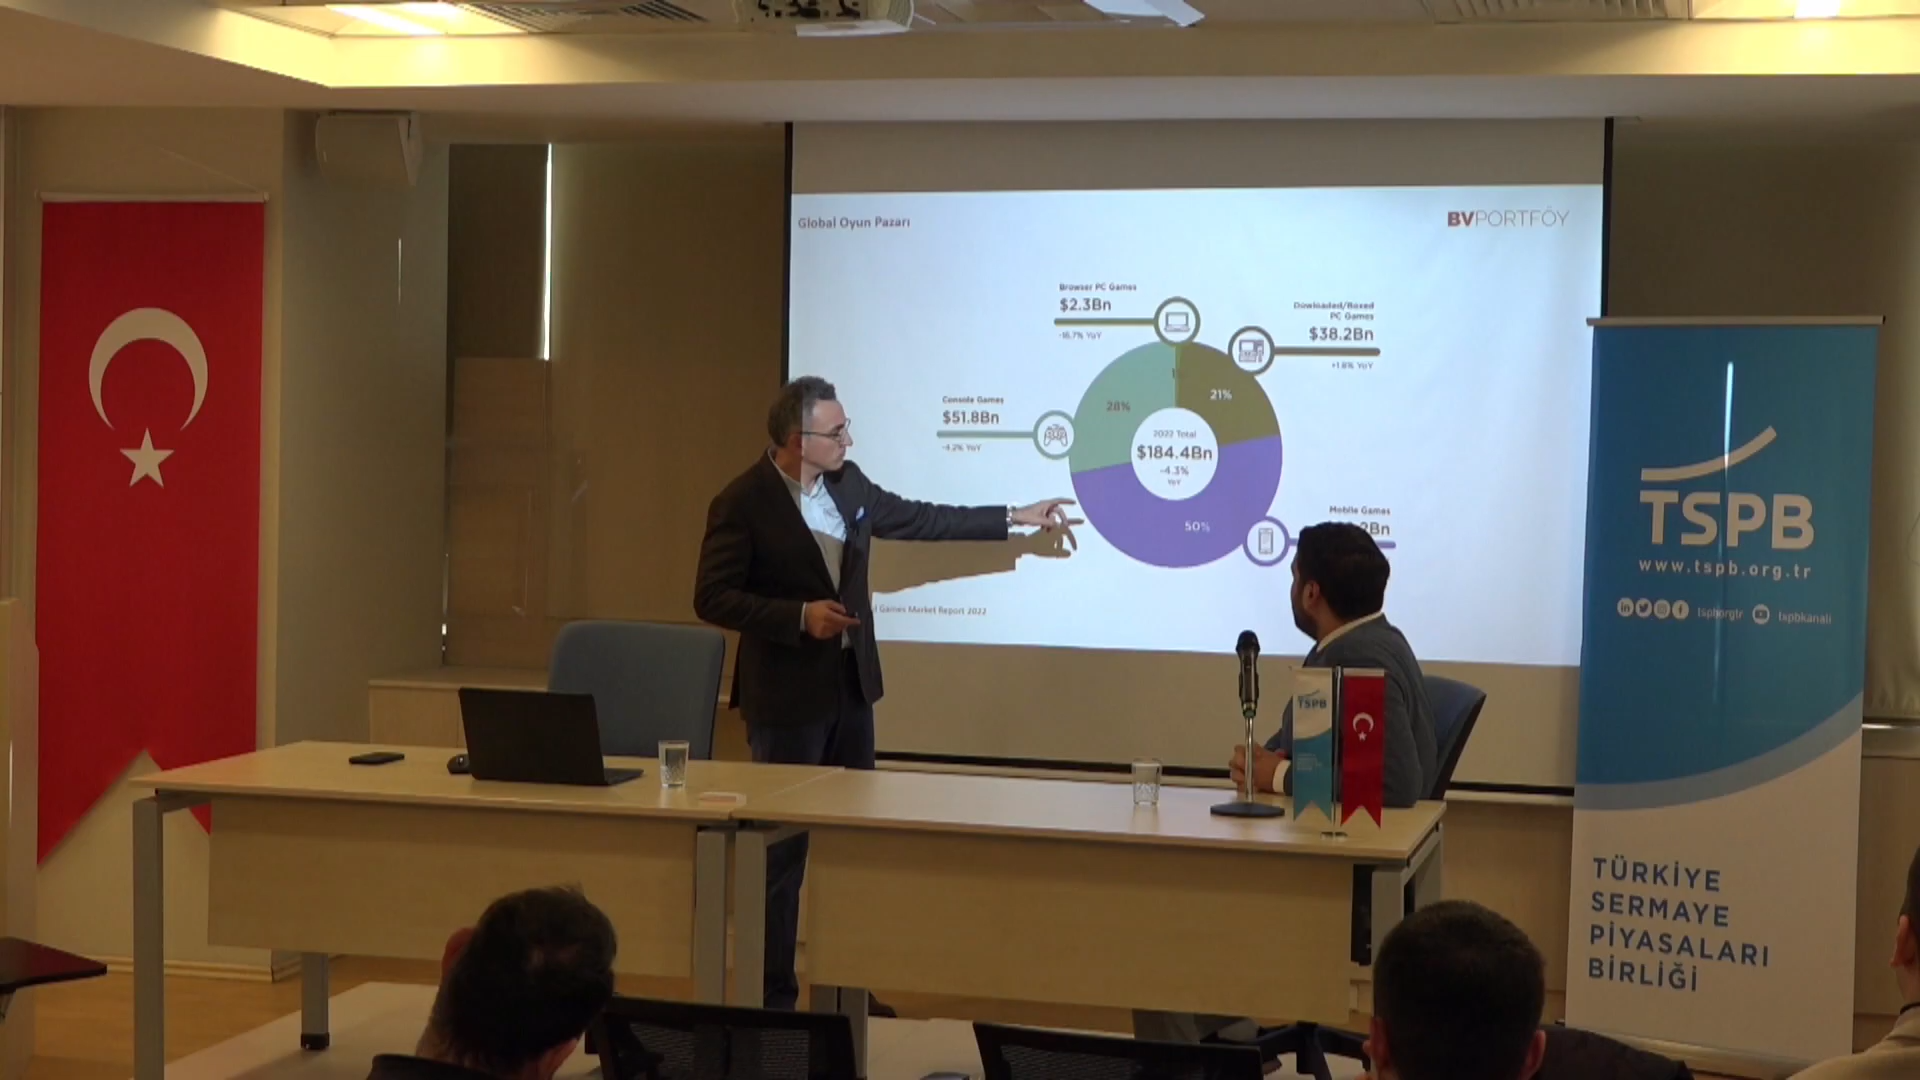 Global Oyun Pazarı
BVPORTFÖY
Browser PC Games
$2.3Bn
-16.7% YoY
Dowloaded/Boxed
PC Games
$38.2Bn
+1.8% YoY
Console Games
$51.8Bn
-4.2% YoY
28%
21%
2022 Total
$184.4Bn
-4.3%
YoY
50%
Mobile Games
Games Market Report 2022
TSPB
www.tspb.org.tr
tspborgtr
tspbkanali
TÜRKİYE
SERMAYE
PİYASALARI
BİRLİĞİ
TSPB